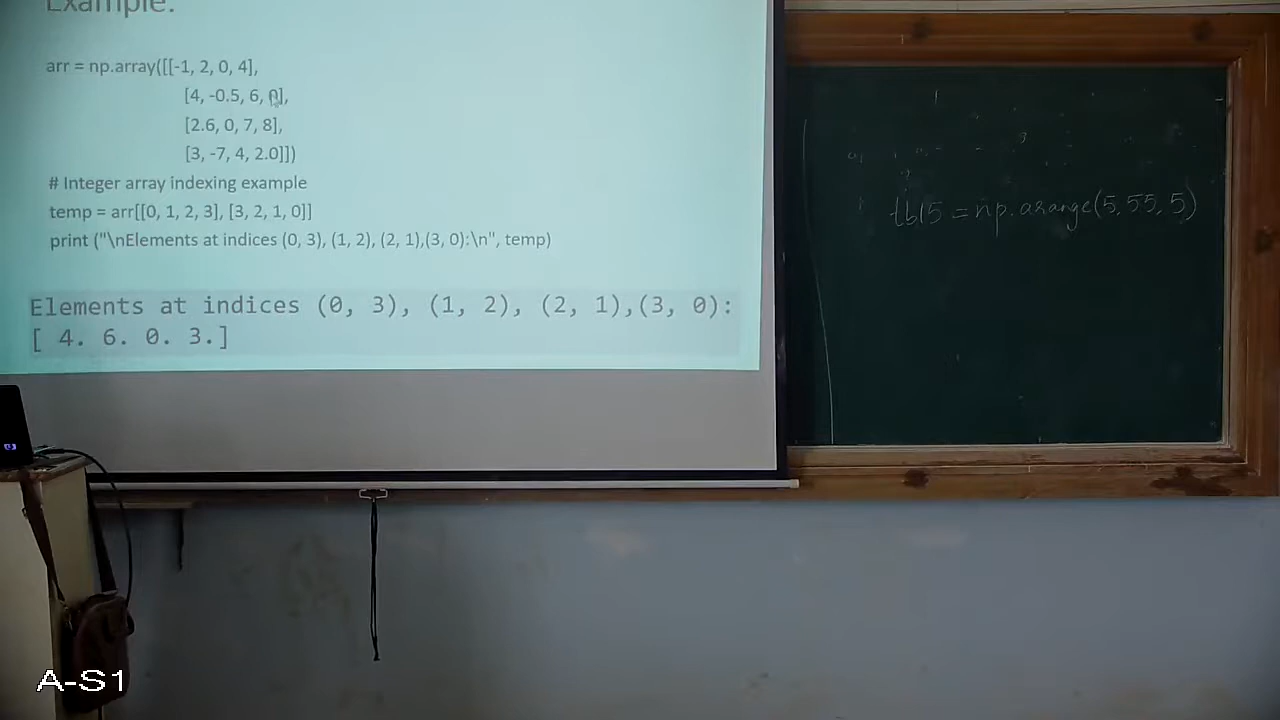 Example:
arr = np.array([[-1, 2, 0, 4],
[4, -0.5, 6, 0],
[2.6, 0, 7, 8],
[3, -7, 4, 2.0]])
# Integer array indexing example
temp = arr[[0, 1, 2, 3], [3, 2, 1, 0]]
print ("\nElements at indices (0, 3), (1, 2), (2, 1),(3, 0):\n", temp)
Elements at indices (0, 3), (1, 2), (2, 1),(3, 0):
[ 4. 6. 0. 3.]
tbl5 = np.arange(5, 55, 5)
A-S1